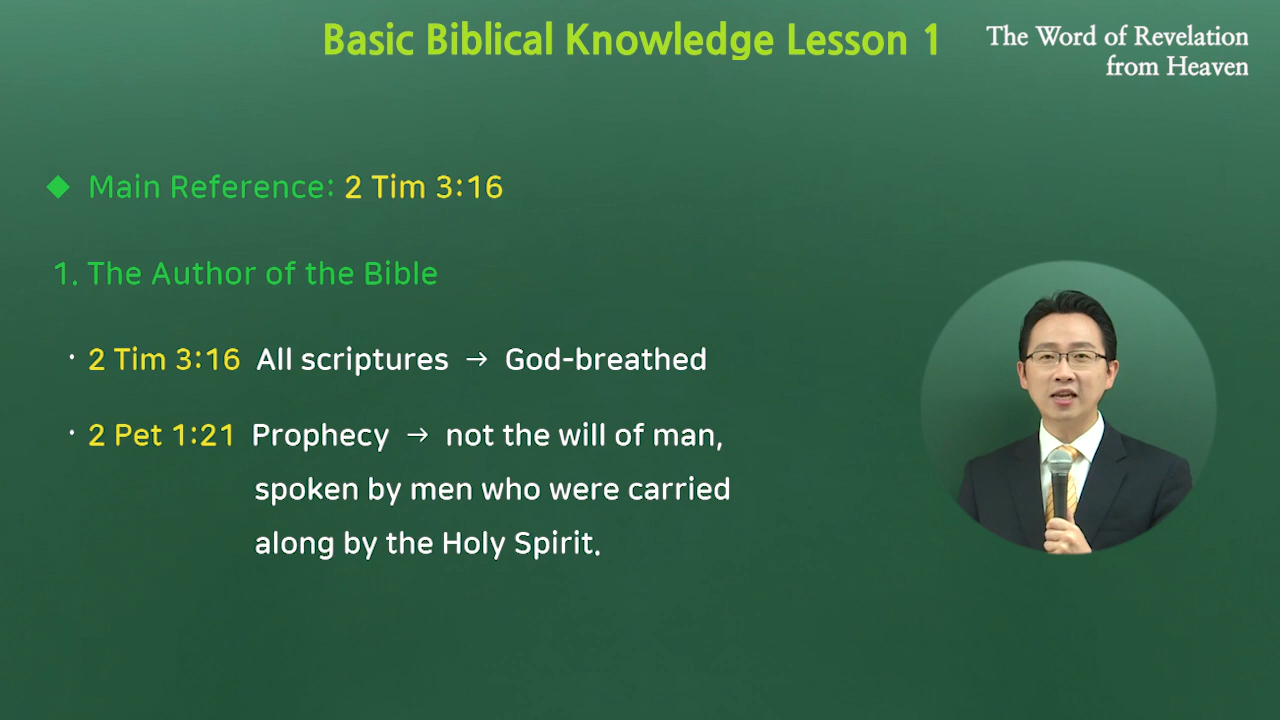 Basic Biblical Knowledge Lesson 1
The Word of Revelation
from Heaven
◆ Main Reference: 2 Tim 3:16
1. The Author of the Bible
· 2 Tim 3:16 All scriptures → God-breathed
· 2 Pet 1:21 Prophecy → not the will of man,
spoken by men who were carried
along by the Holy Spirit.